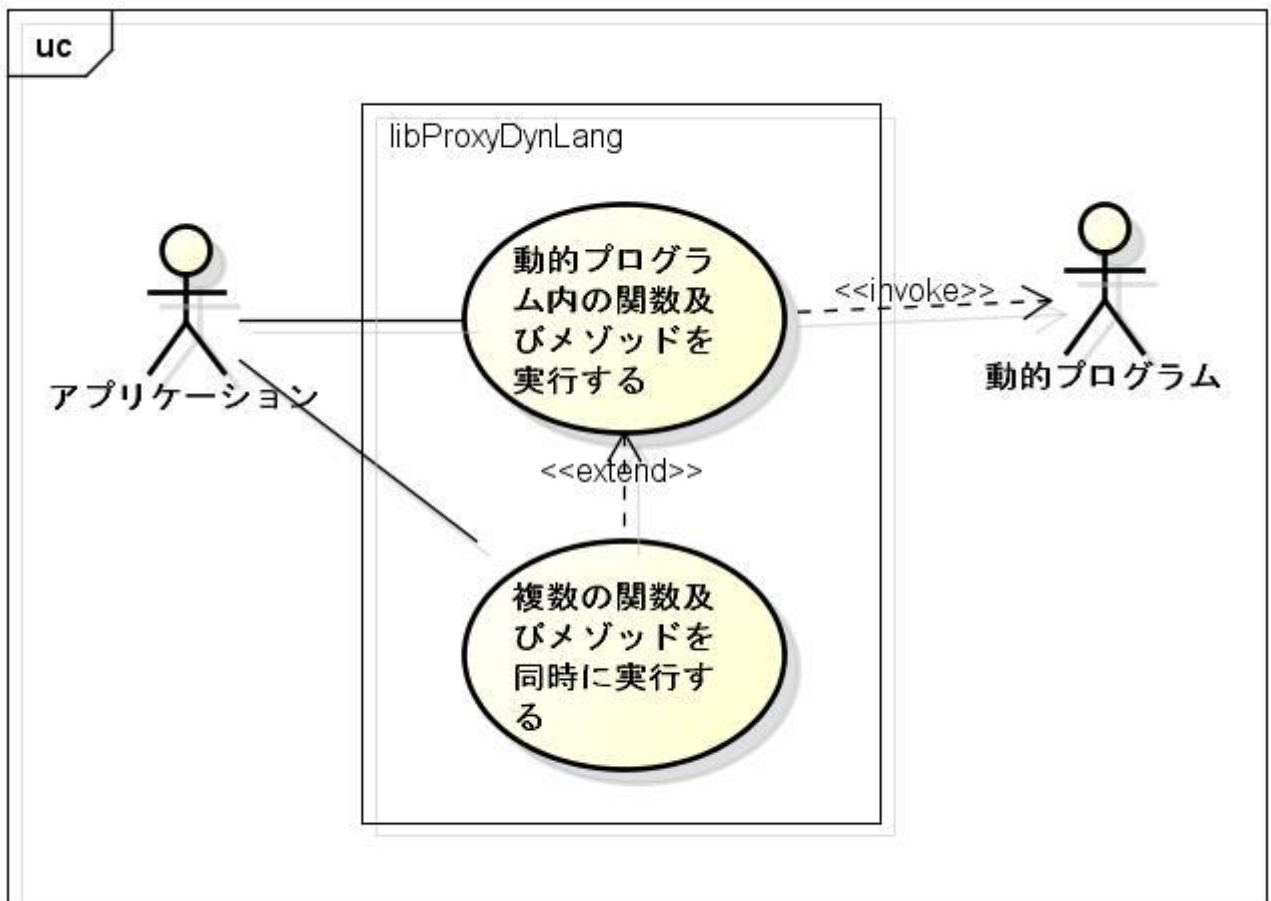 uc
libProxyDynLang
動的プログラ
ム内の関数及
びメゾッドを
実行する
<<invoke>>
アプリケーション
動的プログラム
<<extend>>
複数の関数及
びメゾッドを
同時に実行す
る